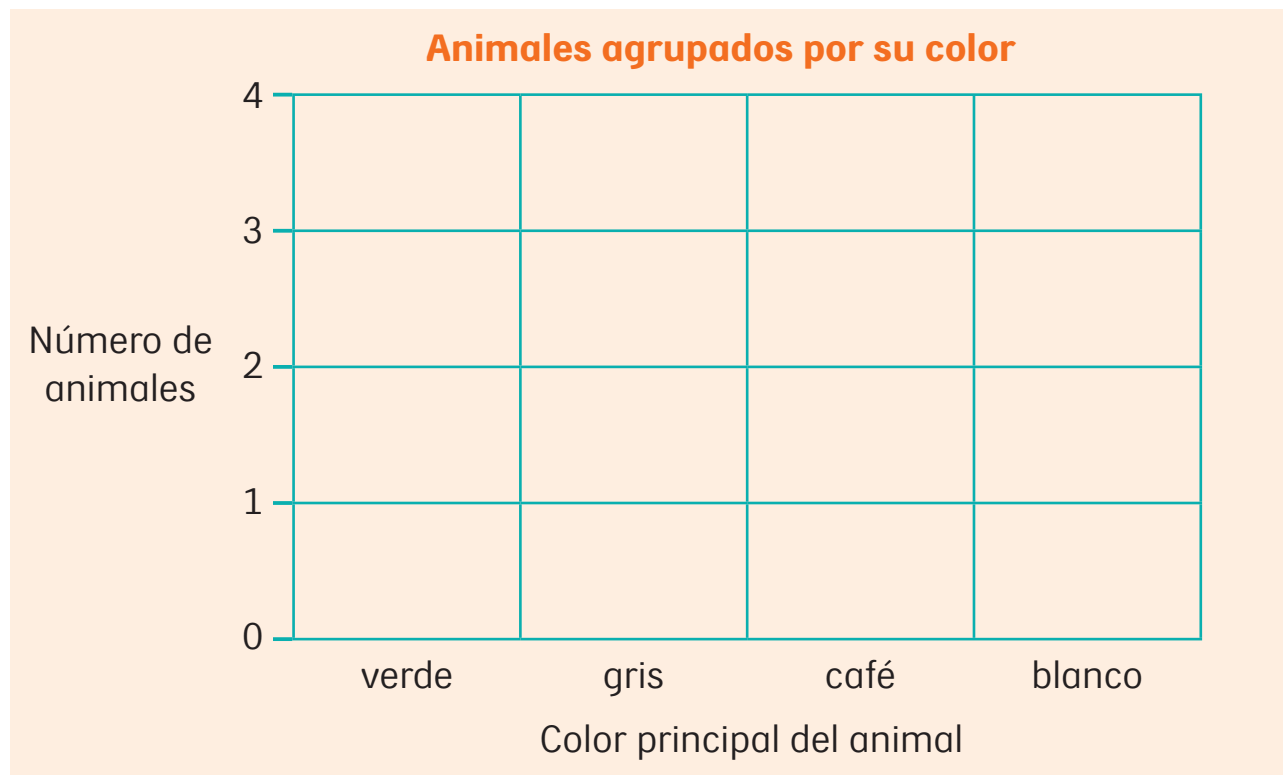 Animales agrupados por su color
4
3
Número de
animales
2
1
0
verde gris café blanco
Color principal del animal